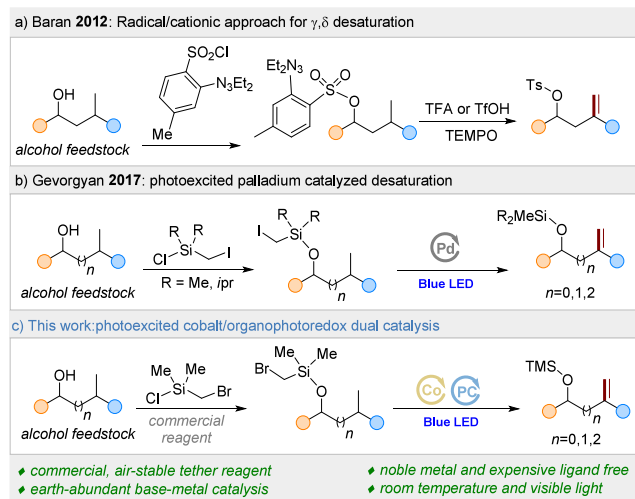 a) Baran 2012: Radical/cationic approach for γ,δ desaturation
OH
alcohol feedstock
SO2Cl
N3Et2
Me
Et2N3
O
O
S
O
TFA or TfOH
TEMPO
Ts
O
b) Gevorgyan 2017: photoexcited palladium catalyzed desaturation
OH
n
alcohol feedstock
R R
Si
Cl I
R = Me, ipr
R
I Si R
O
n
Pd
Blue LED
R2MeSi
O
n
n=0,1,2
c) This work:photoexcited cobalt/organophotoredox dual catalysis
OH
n
alcohol feedstock
Me Me
Si
Cl Br
commercial
reagent
Me
Br Si Me
O
n
Co PC
Blue LED
TMS
O
n
n=0,1,2
♦ commercial, air-stable tether reagent
♦ noble metal and expensive ligand free
♦ earth-abundant base-metal catalysis
♦ room temperature and visible light